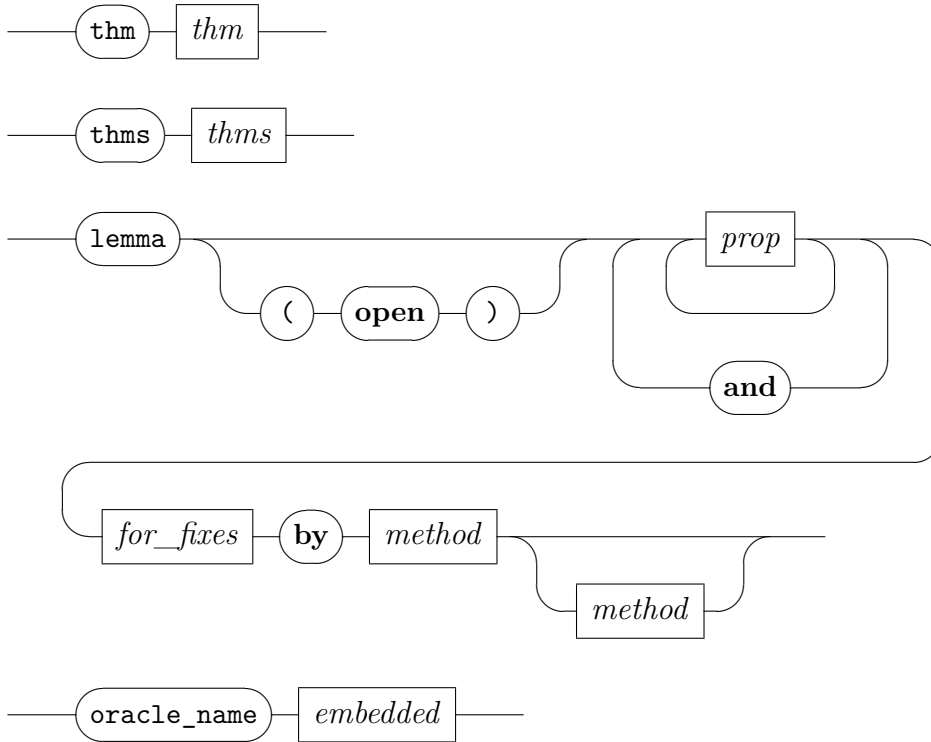 thm thm
thms thms
lemma prop
( open )
and
for_fixes by method
method
oracle_name embedded